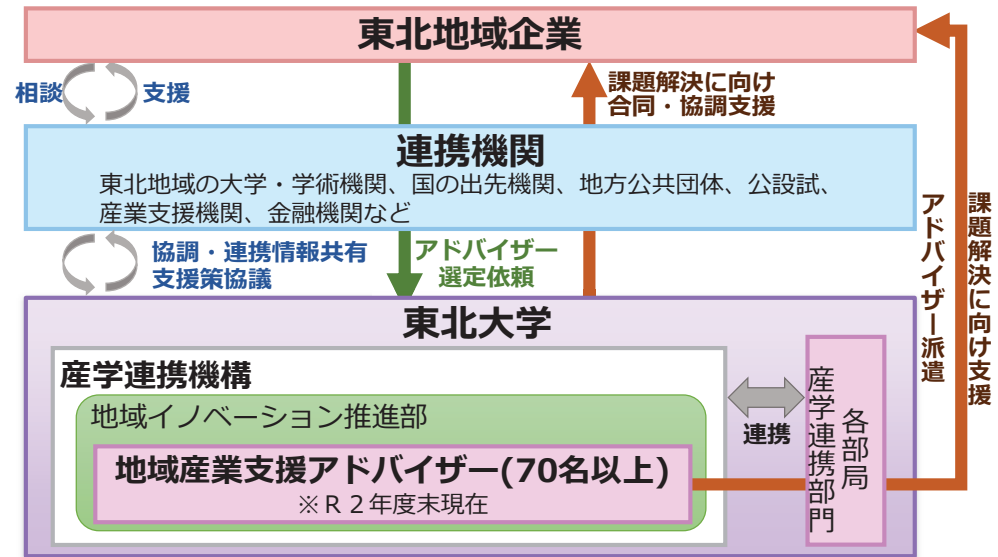 東北地域企業
相談
支援
課題解決に向け
合同・協調支援
連携機関
東北地域の大学・学術機関、国の出先機関、地方公共団体、公設試、
産業支援機関、金融機関など
協調・連携情報共有
支援策協議
アドバイザー
選定依頼
課題解決に向け支援
アドバイザー派遣
東北大学
産学連携機構
地域イノベーション推進部
地域産業支援アドバイザー(70名以上)
※Ｒ２年度末現在
連携
各部局
産学連携部門